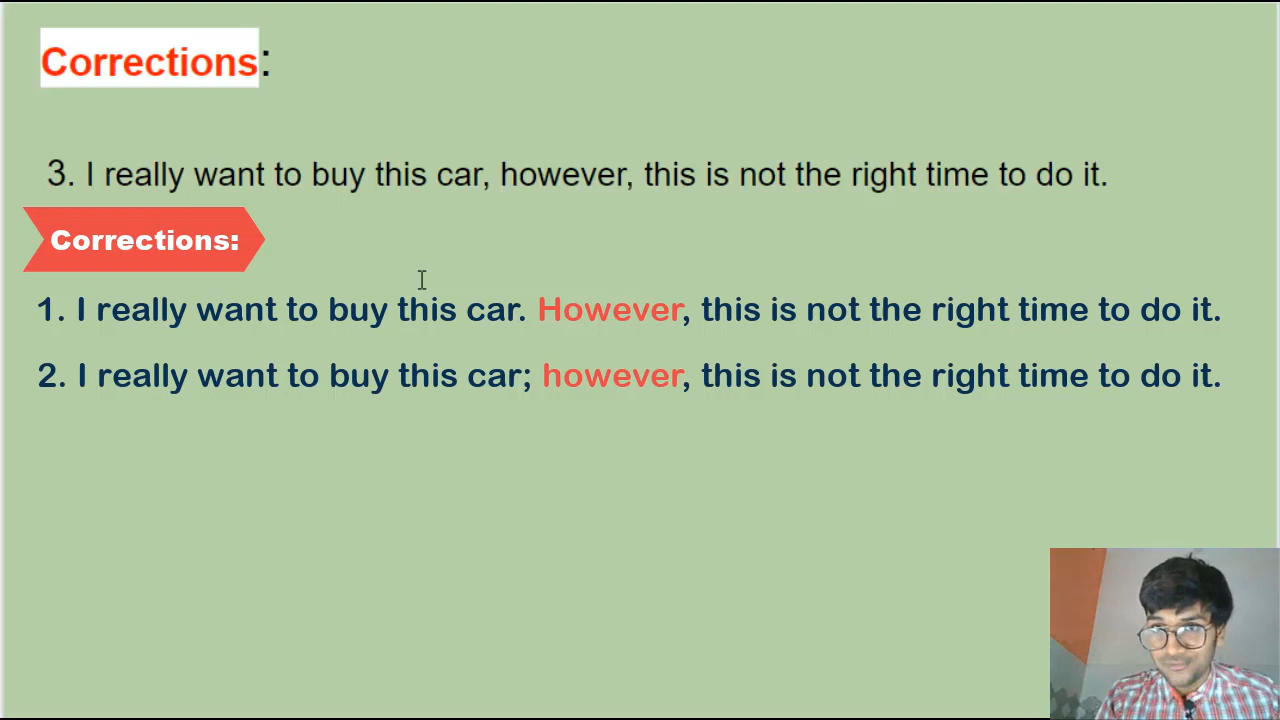 Corrections:
3. I really want to buy this car, however, this is not the right time to do it.
Corrections:
1. I really want to buy this car. However, this is not the right time to do it.
2. I really want to buy this car; however, this is not the right time to do it.